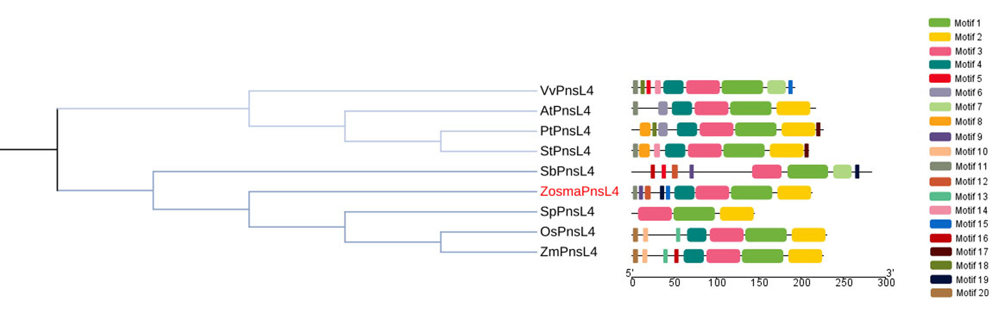 VvPnsL4
AtPnsL4
PtPnsL4
StPnsL4
SbPnsL4
ZosmaPnsL4
SpPnsL4
OsPnsL4
ZmPnsL4
5' 3'
0 50 100 150 200 250 300
Motif 1
Motif 2
Motif 3
Motif 4
Motif 5
Motif 6
Motif 7
Motif 8
Motif 9
Motif 10
Motif 11
Motif 12
Motif 13
Motif 14
Motif 15
Motif 16
Motif 17
Motif 18
Motif 19
Motif 20